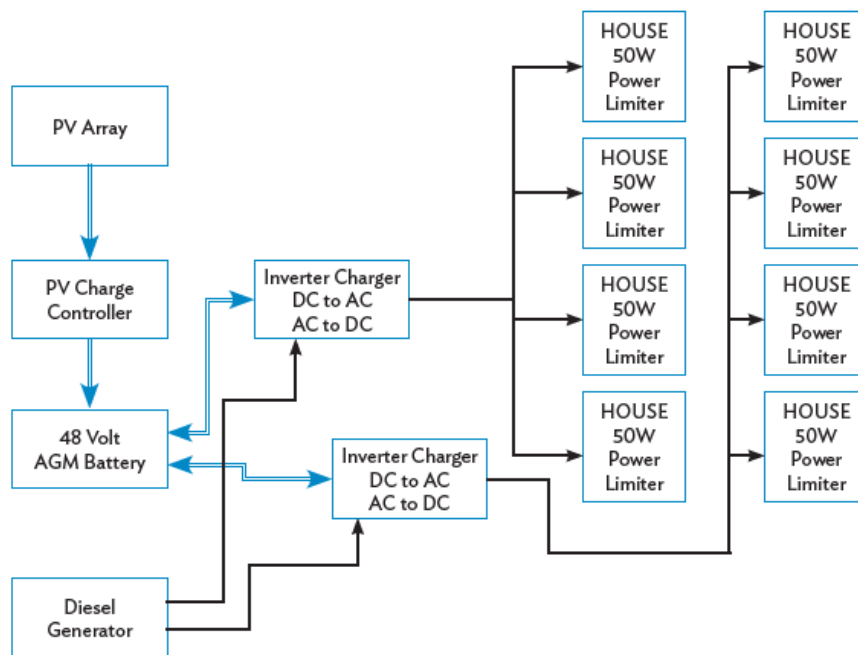 PV Array
PV Charge
Controller
48 Volt
AGM Battery
Diesel
Generator
Inverter Charger
DC to AC
AC to DC
Inverter Charger
DC to AC
AC to DC
HOUSE
50W
Power
Limiter
HOUSE
50W
Power
Limiter
HOUSE
50W
Power
Limiter
HOUSE
50W
Power
Limiter
HOUSE
50W
Power
Limiter
HOUSE
50W
Power
Limiter
HOUSE
50W
Power
Limiter
HOUSE
50W
Power
Limiter